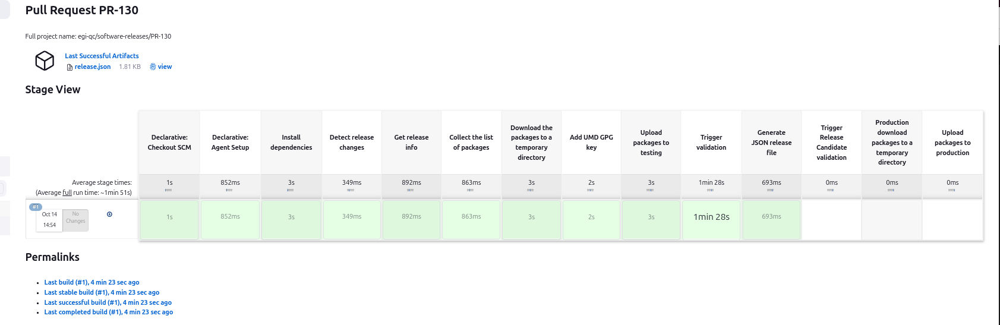 Pull Request PR-130
Full project name: egi-qc/software-releases/PR-130
Last Successful Artifacts
release.json 1.81 KB view
Stage View
Declarative:
Checkout SCM
Declarative:
Agent Setup
Install
dependencies
Detect release
changes
Get release
info
Collect the list
of packages
Download the
packages to a
temporary
directory
Add UMD GPG
key
Upload
packages to
testing
Trigger
validation
Generate
JSON release
file
Trigger
Release
Candidate
validation
Production
download
packages to a
temporary
directory
Upload
packages to
production
Average stage times:
(Average full run time: ~1min 51s)
1s 852ms 3s 349ms 892ms 863ms 3s 2s 3s 1min 28s 693ms 0ms 0ms 0ms
#1
Oct 14
14:54
No
Changes
1s 852ms 3s 349ms 892ms 863ms 3s 2s 3s 1min 28s 693ms
Permalinks
• Last build (#1), 4 min 23 sec ago
• Last stable build (#1), 4 min 23 sec ago
• Last successful build (#1), 4 min 23 sec ago
• Last completed build (#1), 4 min 23 sec ago